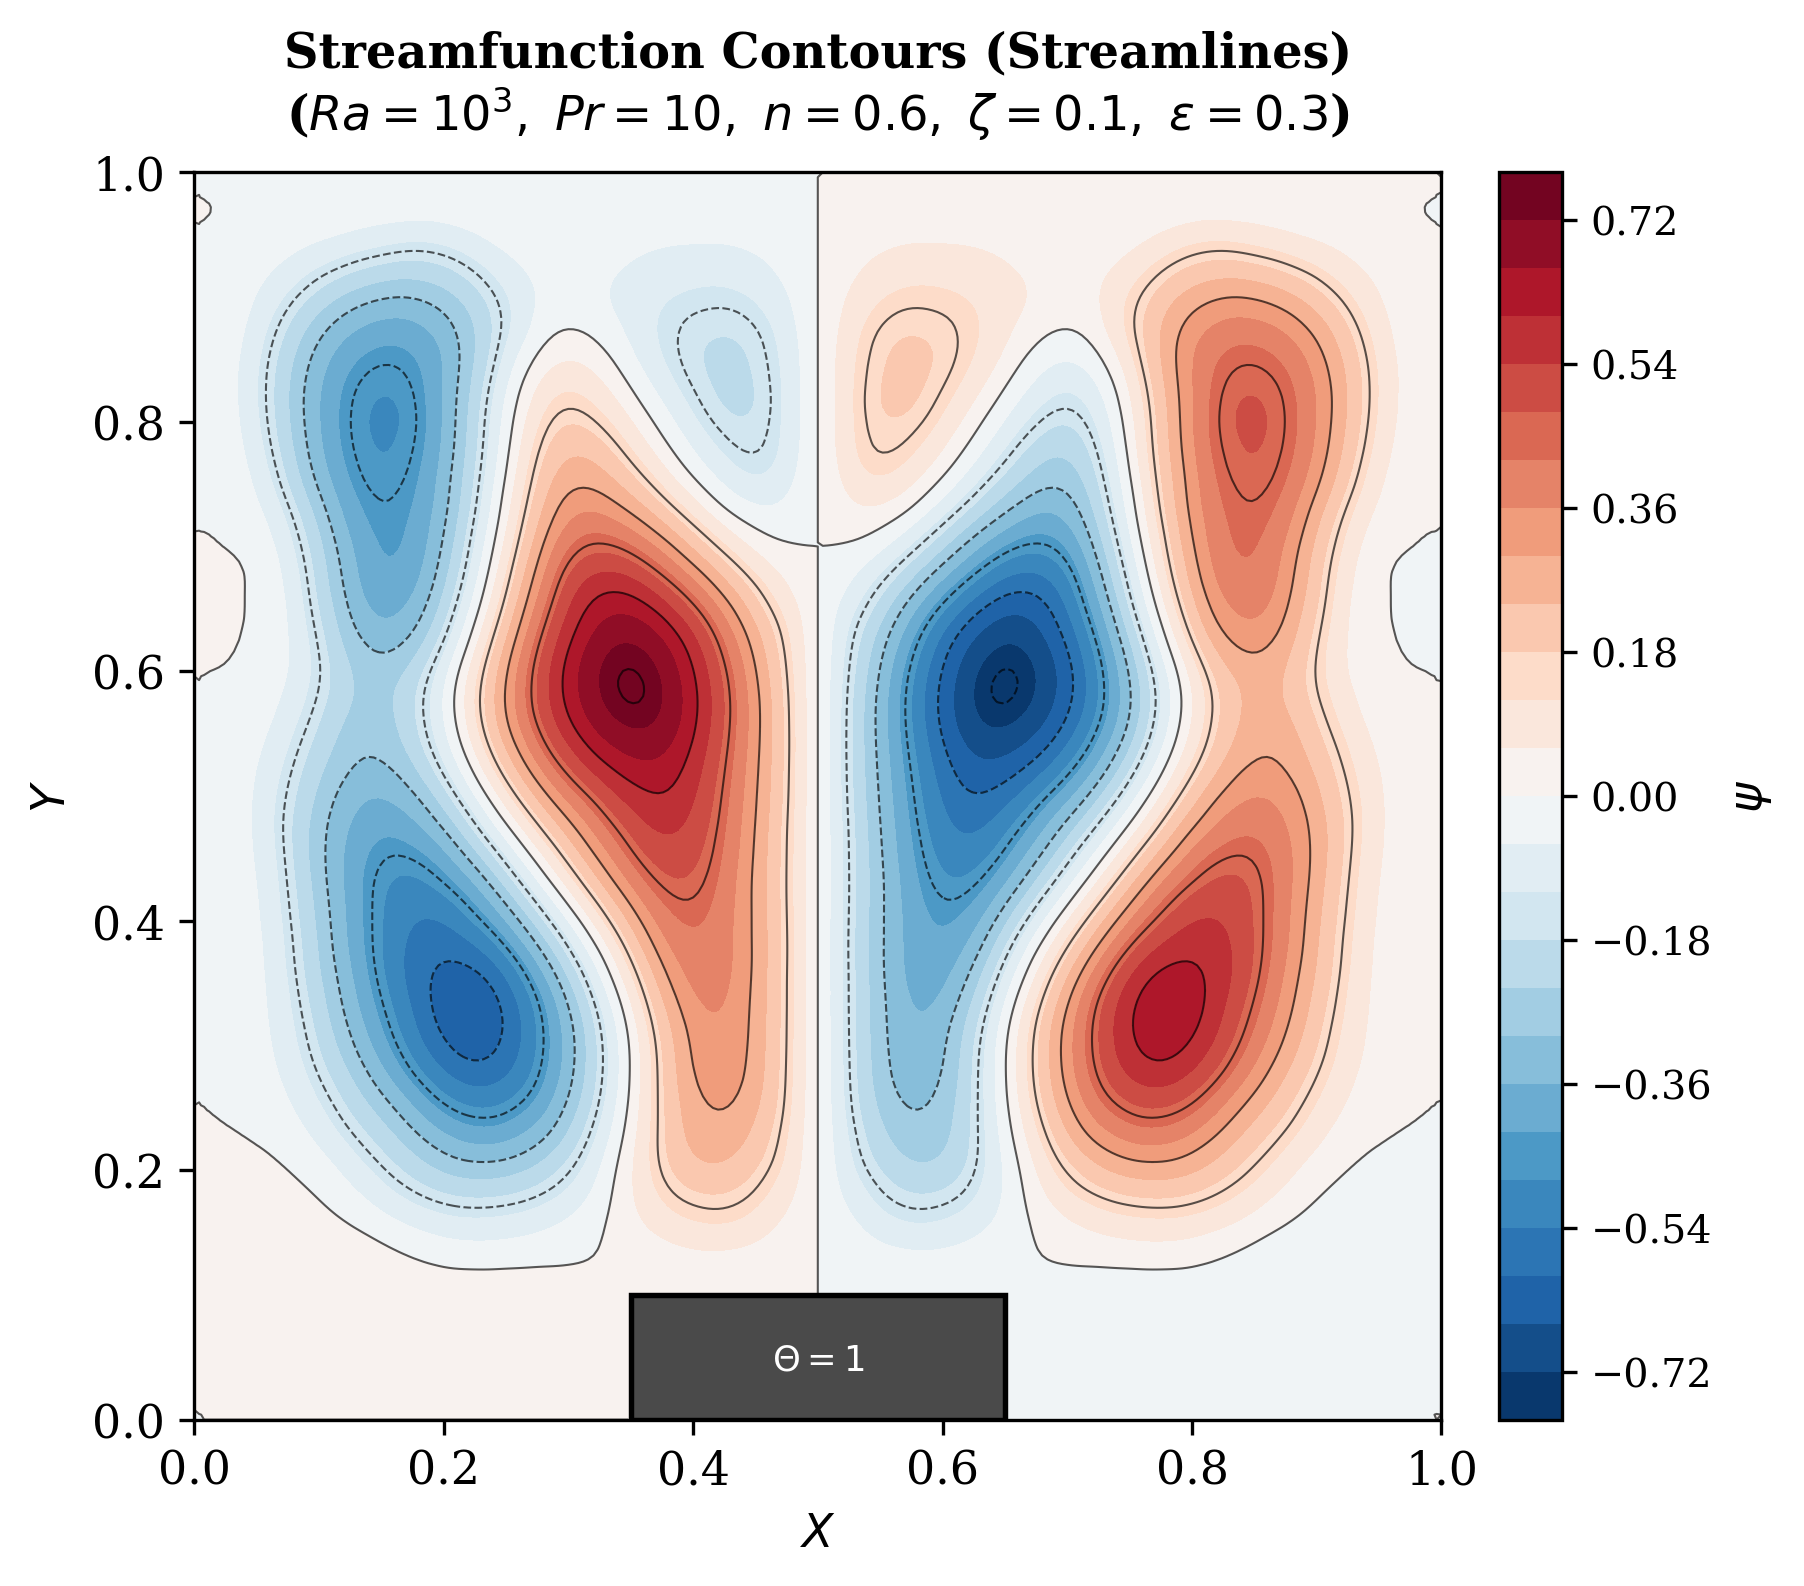 Streamfunction Contours (Streamlines)
(Ra = 10³, Pr = 10, n = 0.6, ζ = 0.1, ε = 0.3)
1.0
0.8
0.6
0.4
0.2
0.0
Y
Θ = 1
0.0 0.2 0.4 0.6 0.8 1.0
X
0.72
0.54
0.36
0.18
0.00
−0.18
−0.36
−0.54
−0.72
ψ